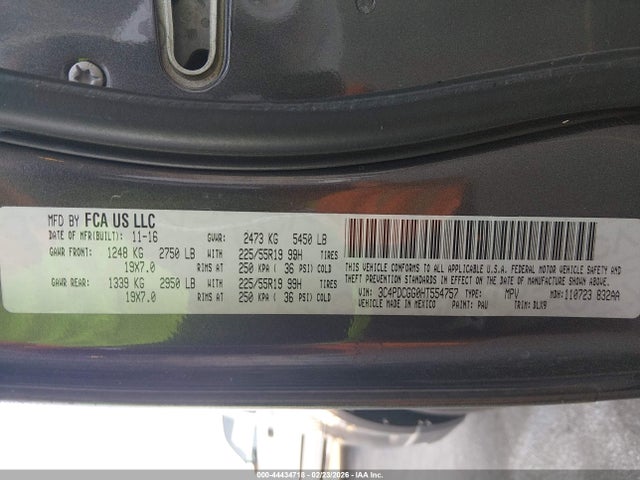 MFD BY FCA US LLC
DATE OF MFR(BUILT): 11-16 GVWR: 2473 KG 5450 LB
GAWR FRONT: 1248 KG 2750 LB WITH 225/55R19 99H TIRES
19X7.0 RIMS AT 250 KPA ( 36 PSI) COLD
GAWR REAR: 1339 KG 2950 LB WITH 225/55R19 99H TIRES
19X7.0 RIMS AT 250 KPA ( 36 PSI) COLD
THIS VEHICLE CONFORMS TO ALL APPLICABLE U.S.A. FEDERAL MOTOR VEHICLE SAFETY AND
THEFT PREVENTION STANDARDS IN EFFECT ON THE DATE OF MANUFACTURE SHOWN ABOVE.
VIN: 3C4PDCGG0HT554757 TYPE: MPV MDH: 110723 832AA
VEHICLE MADE IN MEXICO PAINT: PAU TRIM: DLX9
000-44434718 - 02/23/2026 - IAA Inc.